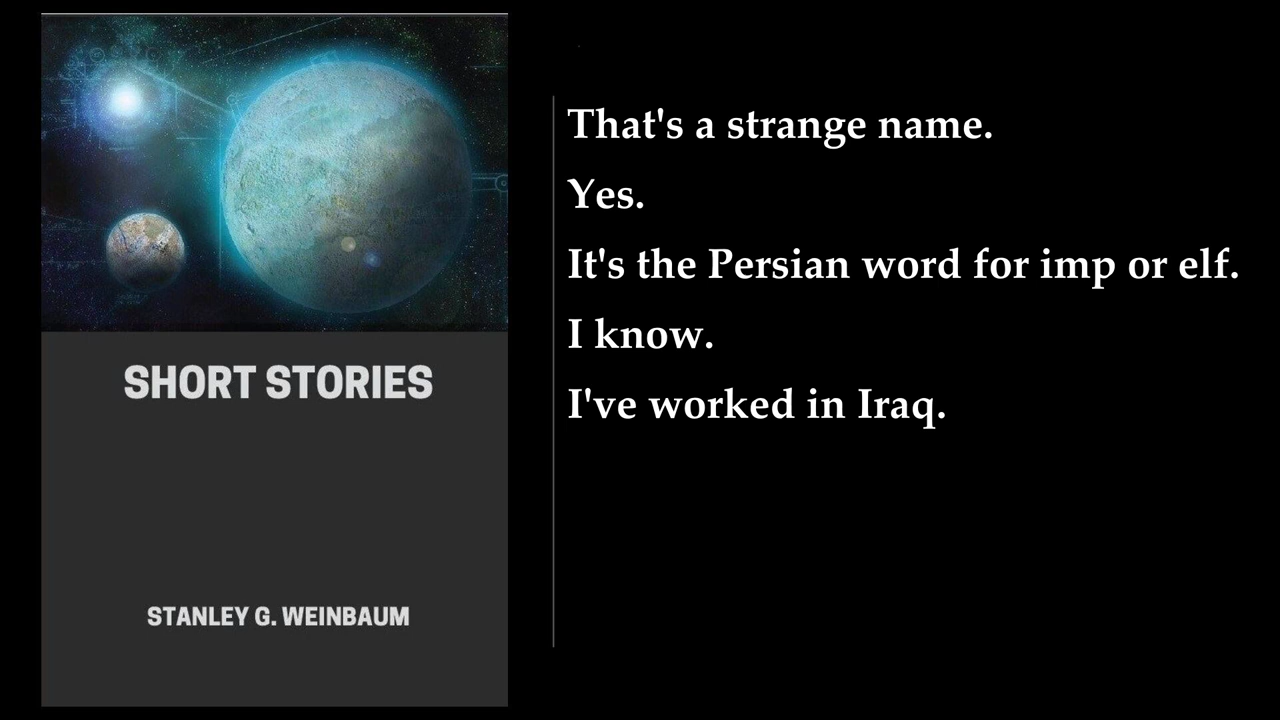 SHORT STORIES
STANLEY G. WEINBAUM
That's a strange name.
Yes.
It's the Persian word for imp or elf.
I know.
I've worked in Iraq.